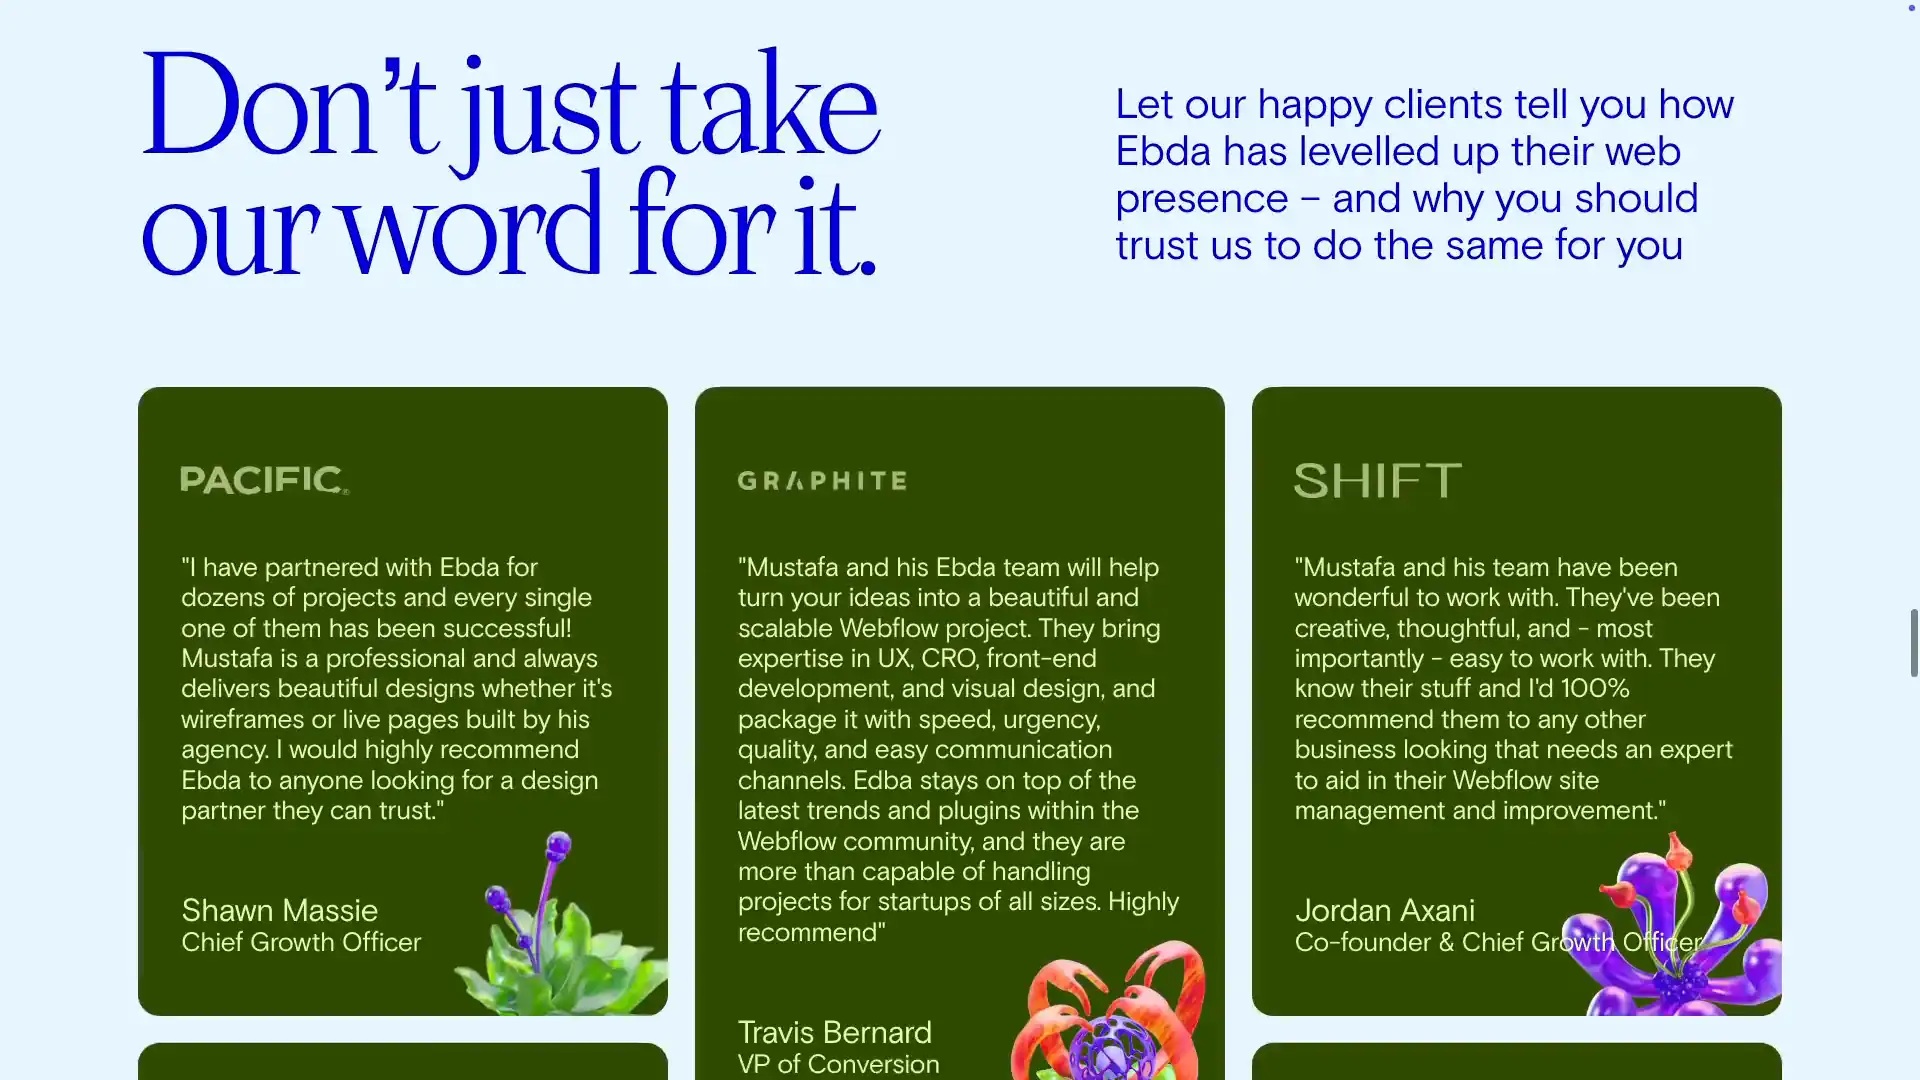 Don’t just take
our word for it.
Let our happy clients tell you how
Ebda has levelled up their web
presence – and why you should
trust us to do the same for you
PACIFIC®
"I have partnered with Ebda for
dozens of projects and every single
one of them has been successful!
Mustafa is a professional and always
delivers beautiful designs whether it's
wireframes or live pages built by his
agency. I would highly recommend
Ebda to anyone looking for a design
partner they can trust."
Shawn Massie
Chief Growth Officer
GRAPHITE
"Mustafa and his Ebda team will help
turn your ideas into a beautiful and
scalable Webflow project. They bring
expertise in UX, CRO, front-end
development, and visual design, and
package it with speed, urgency,
quality, and easy communication
channels. Edba stays on top of the
latest trends and plugins within the
Webflow community, and they are
more than capable of handling
projects for startups of all sizes. Highly
recommend"
Travis Bernard
VP of Conversion
SHIFT
"Mustafa and his team have been
wonderful to work with. They've been
creative, thoughtful, and - most
importantly - easy to work with. They
know their stuff and I'd 100%
recommend them to any other
business looking that needs an expert
to aid in their Webflow site
management and improvement."
Jordan Axani
Co-founder & Chief Growth Officer